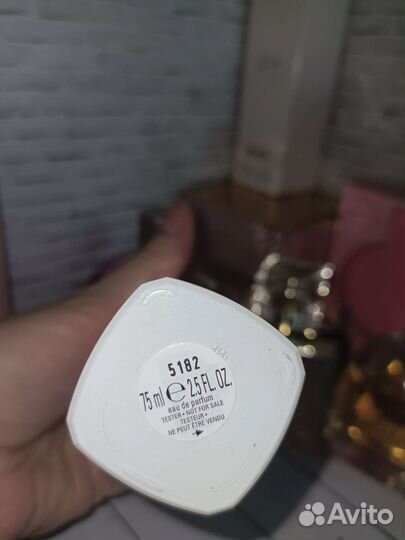 5182
75 ml ℮ 2.5 FL. OZ.
eau de parfum
TESTER • NOT FOR SALE
TESTEUR •
NE PEUT ÊTRE VENDU
Avito